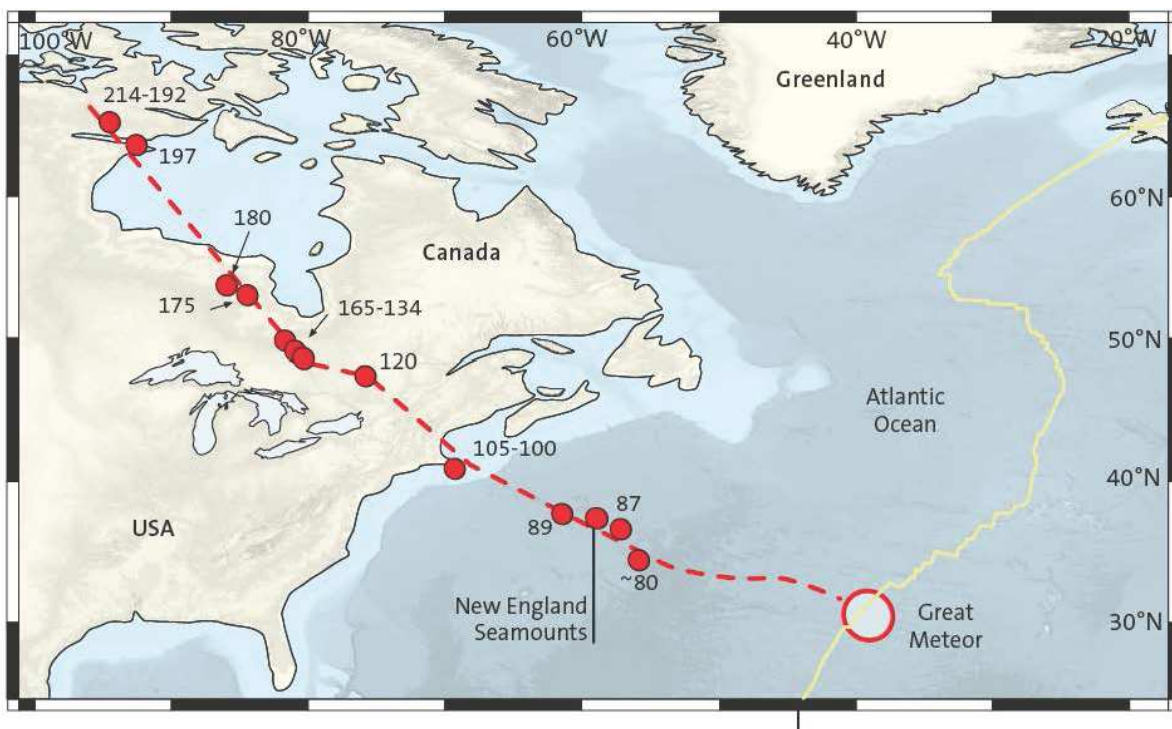 100°W
80°W
60°W
40°W
20°W
Greenland
214-192
197
60°N
180
Canada
175
165-134
50°N
120
Atlantic
Ocean
105-100
40°N
USA
89
87
~80
New England
Seamounts
Great
Meteor
30°N